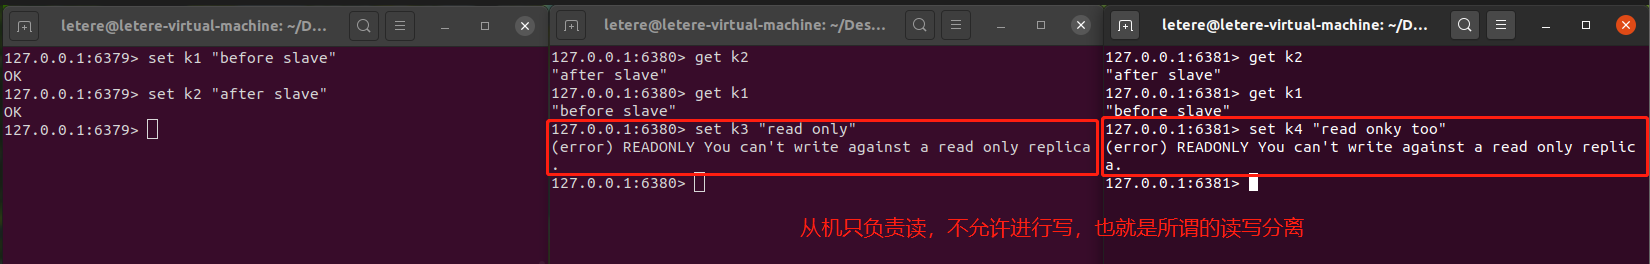 letere@letere-virtual-machine: ~/D...
127.0.0.1:6379> set k1 "before slave"
OK
127.0.0.1:6379> set k2 "after slave"
OK
127.0.0.1:6379>
letere@letere-virtual-machine: ~/Des...
127.0.0.1:6380> get k2
"after slave"
127.0.0.1:6380> get k1
"before slave"
127.0.0.1:6380> set k3 "read only"
(error) READONLY You can't write against a read only replica
.
127.0.0.1:6380>
letere@letere-virtual-machine: ~/D...
127.0.0.1:6381> get k2
"after slave"
127.0.0.1:6381> get k1
"before slave"
127.0.0.1:6381> set k4 "read onky too"
(error) READONLY You can't write against a read only replic
a.
127.0.0.1:6381>
从机只负责读，不允许进行写，也就是所谓的读写分离